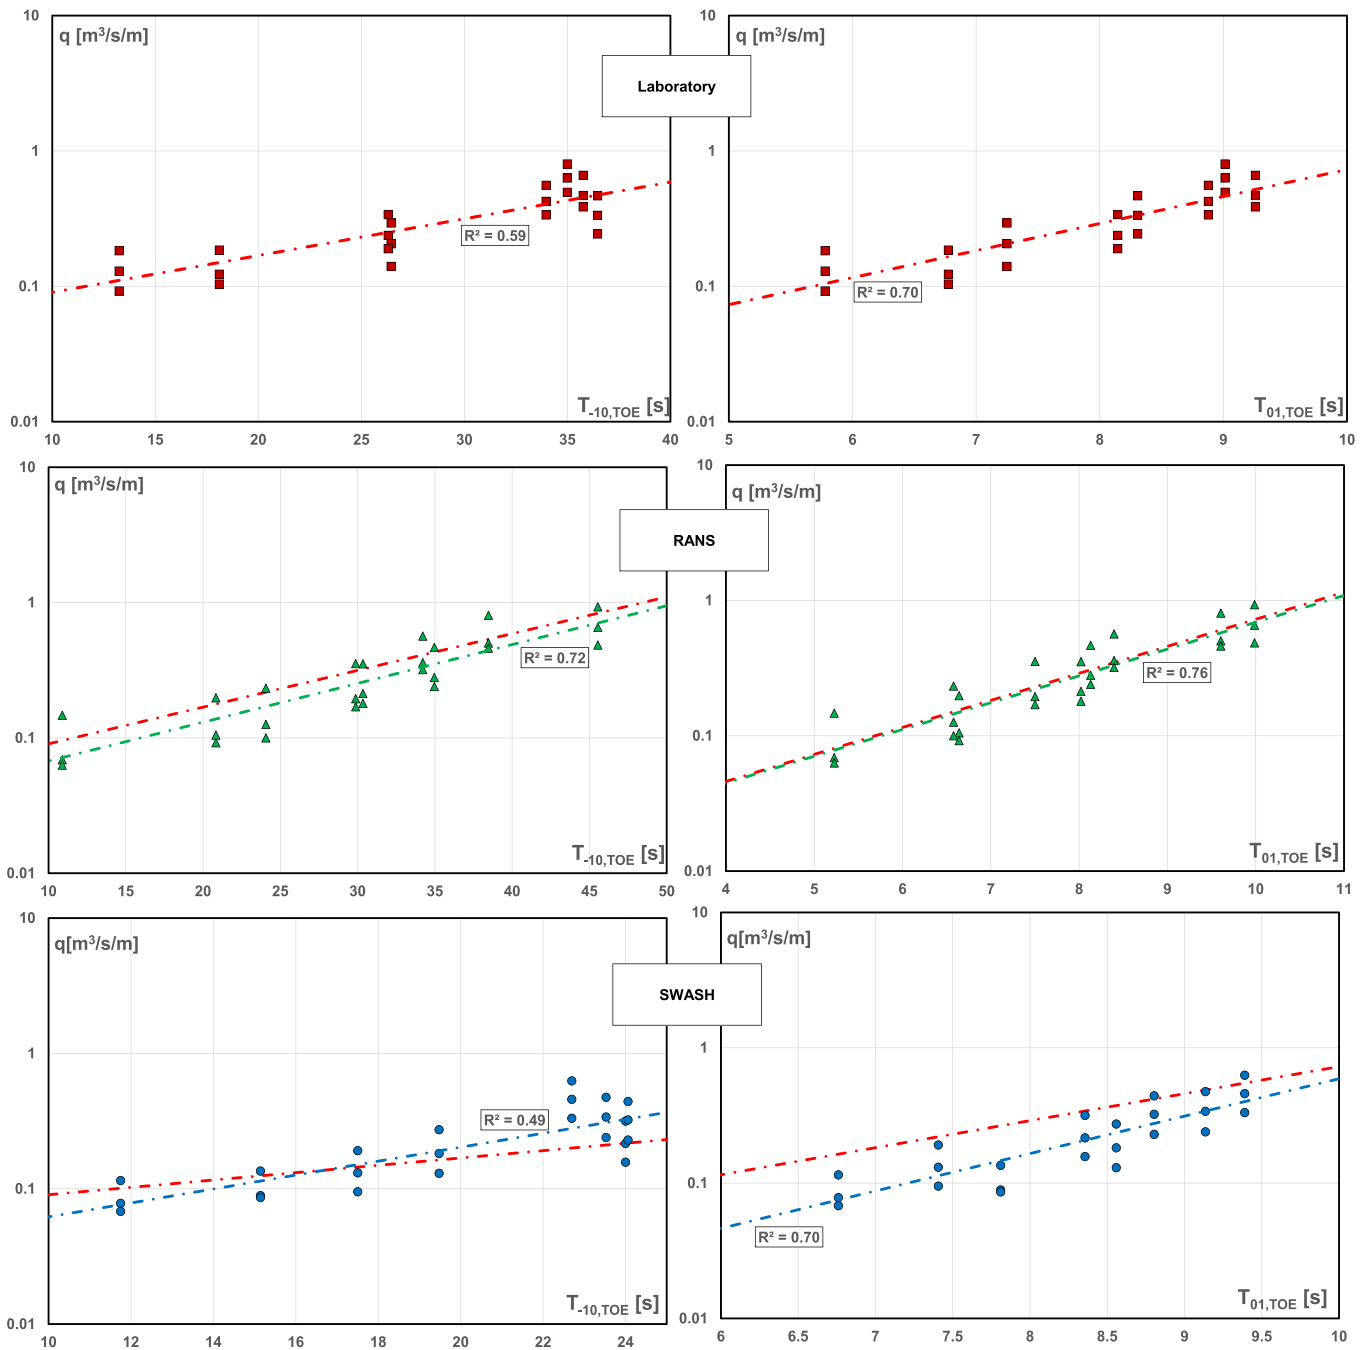 10
q [m³/s/m]
1
0.1
0.01
R² = 0.59
T₋₁₀,TOE [s]
10 15 20 25 30 35 40
Laboratory
10
q [m³/s/m]
1
0.1
0.01
R² = 0.70
T₀₁,TOE [s]
5 6 7 8 9 10
10
q [m³/s/m]
1
0.1
0.01
R² = 0.72
T₋₁₀,TOE [s]
10 15 20 25 30 35 40 45 50
RANS
10
q [m³/s/m]
1
0.1
0.01
R² = 0.76
T₀₁,TOE [s]
4 5 6 7 8 9 10 11
10
q[m³/s/m]
1
0.1
0.01
R² = 0.49
T₋₁₀,TOE [s]
10 12 14 16 18 20 22 24
SWASH
10
q[m³/s/m]
1
0.1
0.01
R² = 0.70
T₀₁,TOE [s]
6 6.5 7 7.5 8 8.5 9 9.5 10